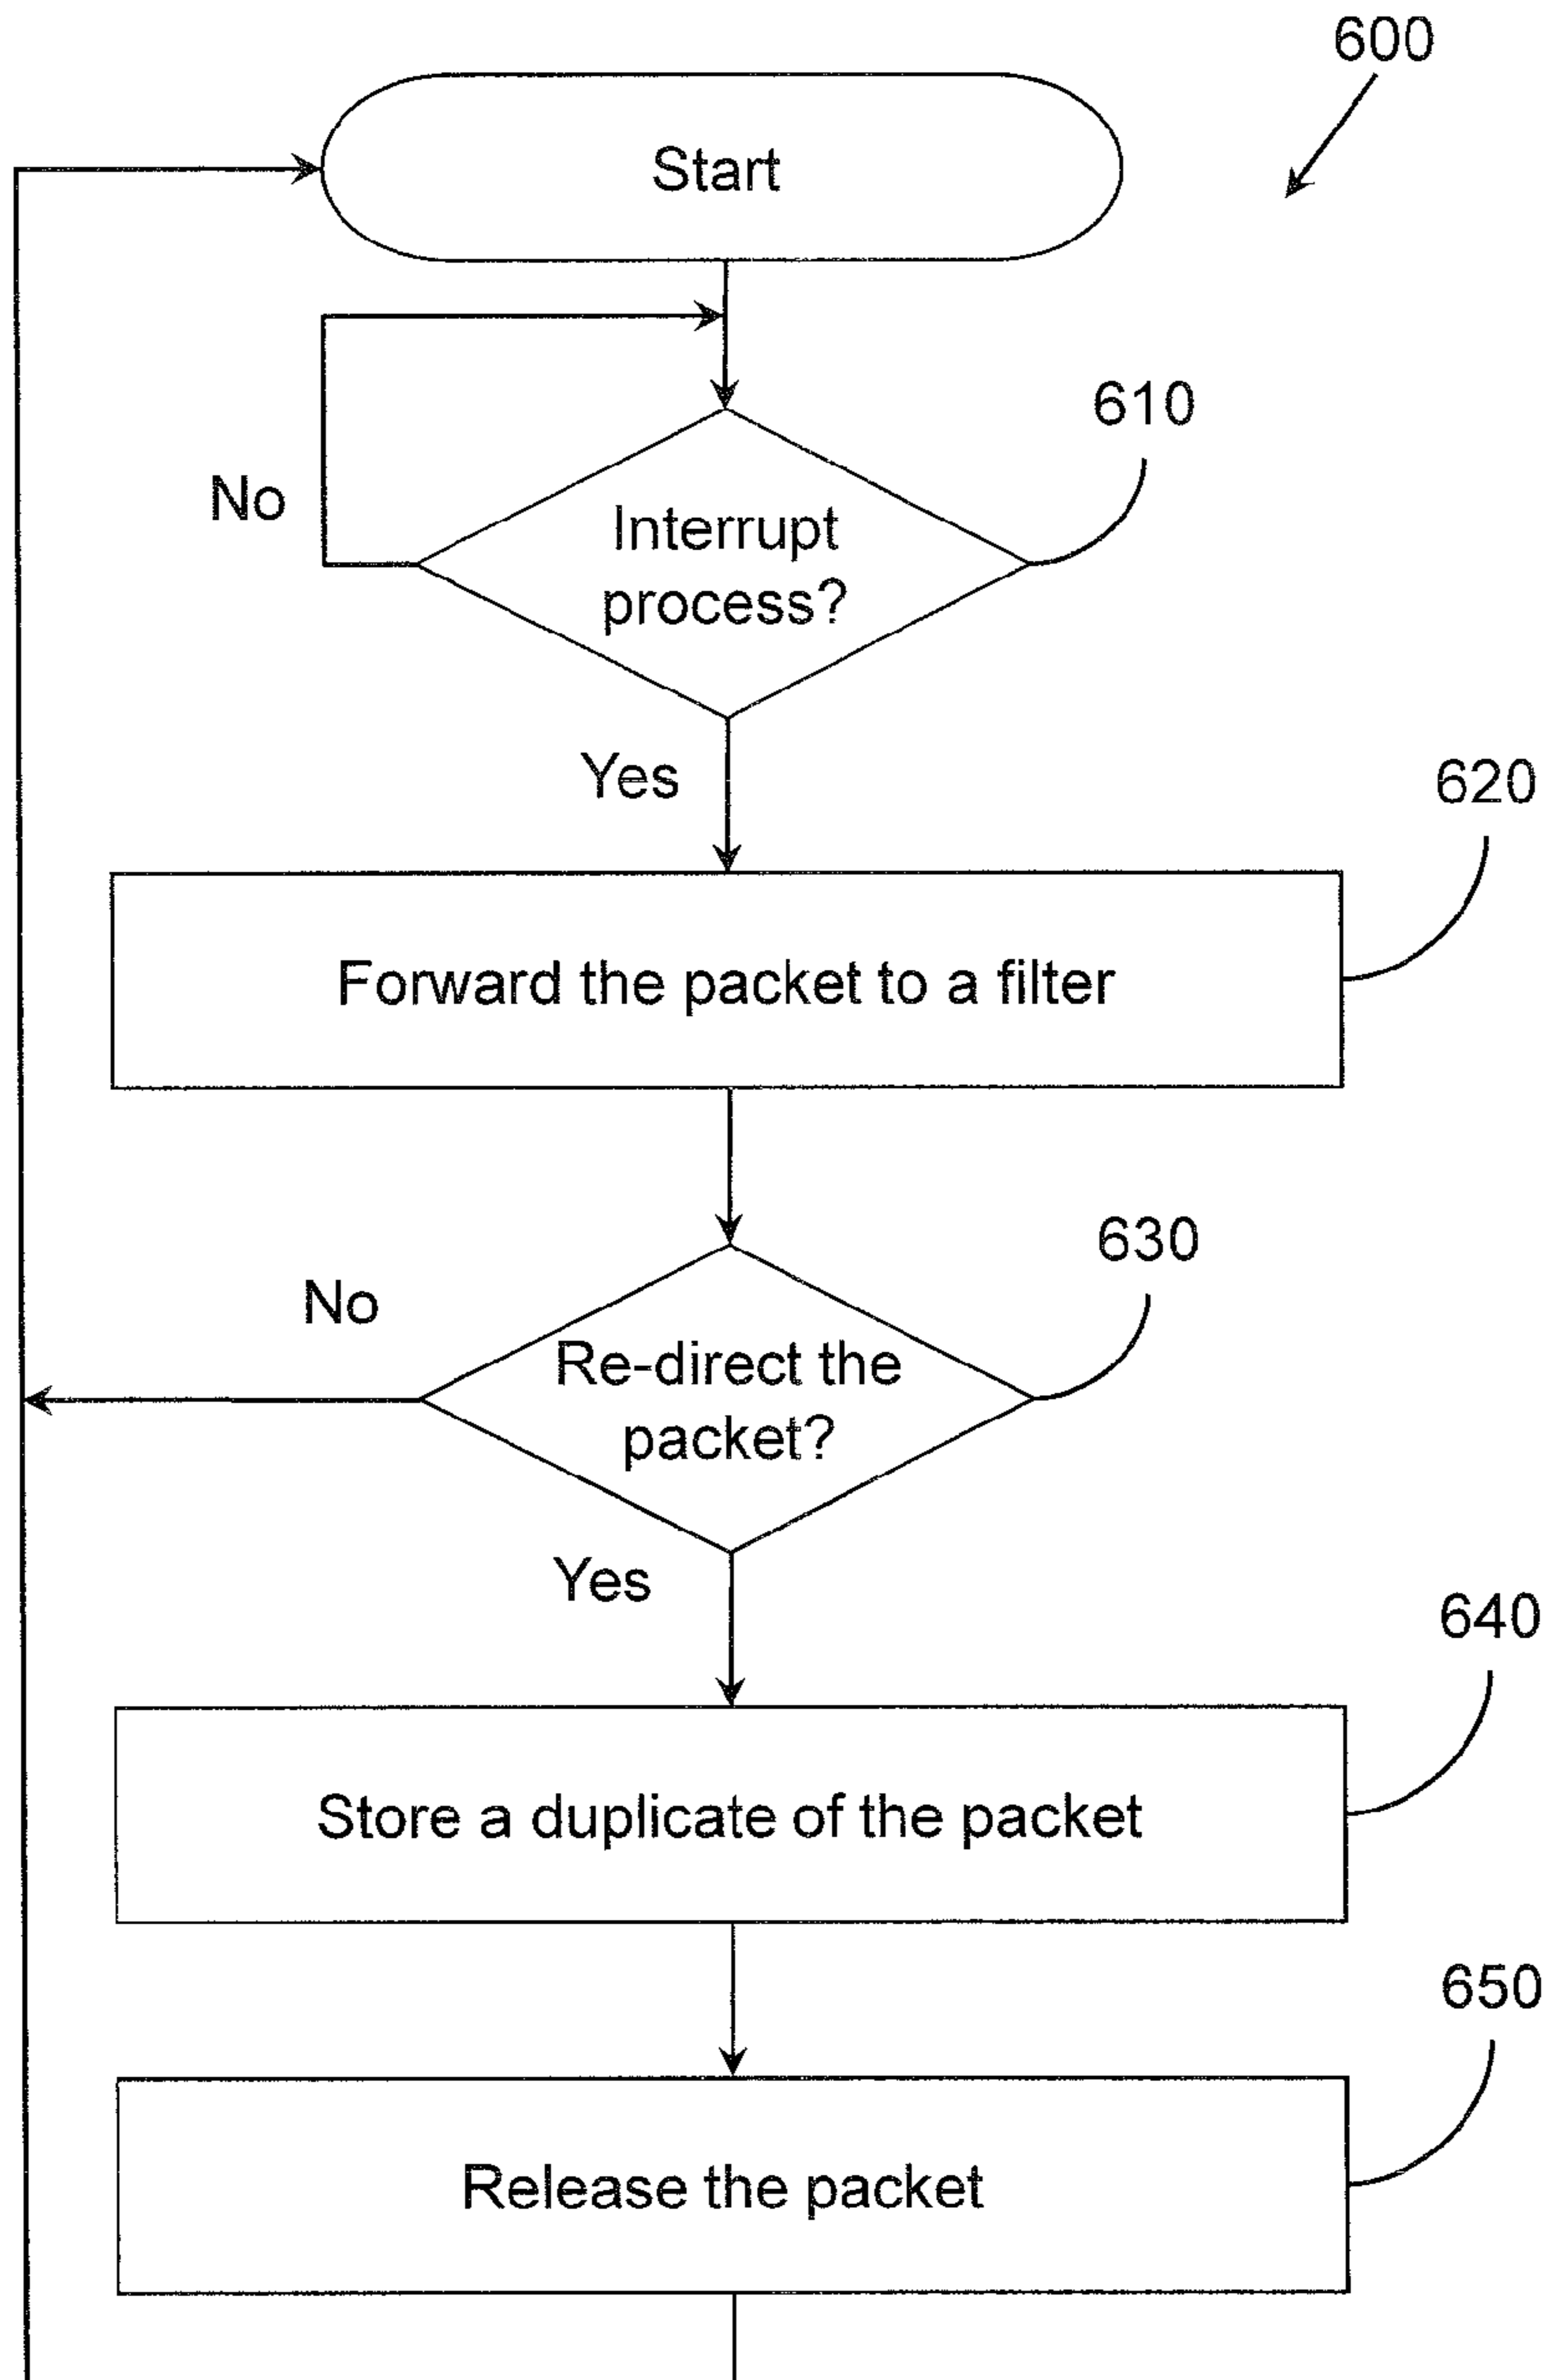 600
Start
610
No
Interrupt
process?
Yes
620
Forward the packet to a filter
630
No
Re-direct the
packet?
Yes
640
Store a duplicate of the packet
650
Release the packet